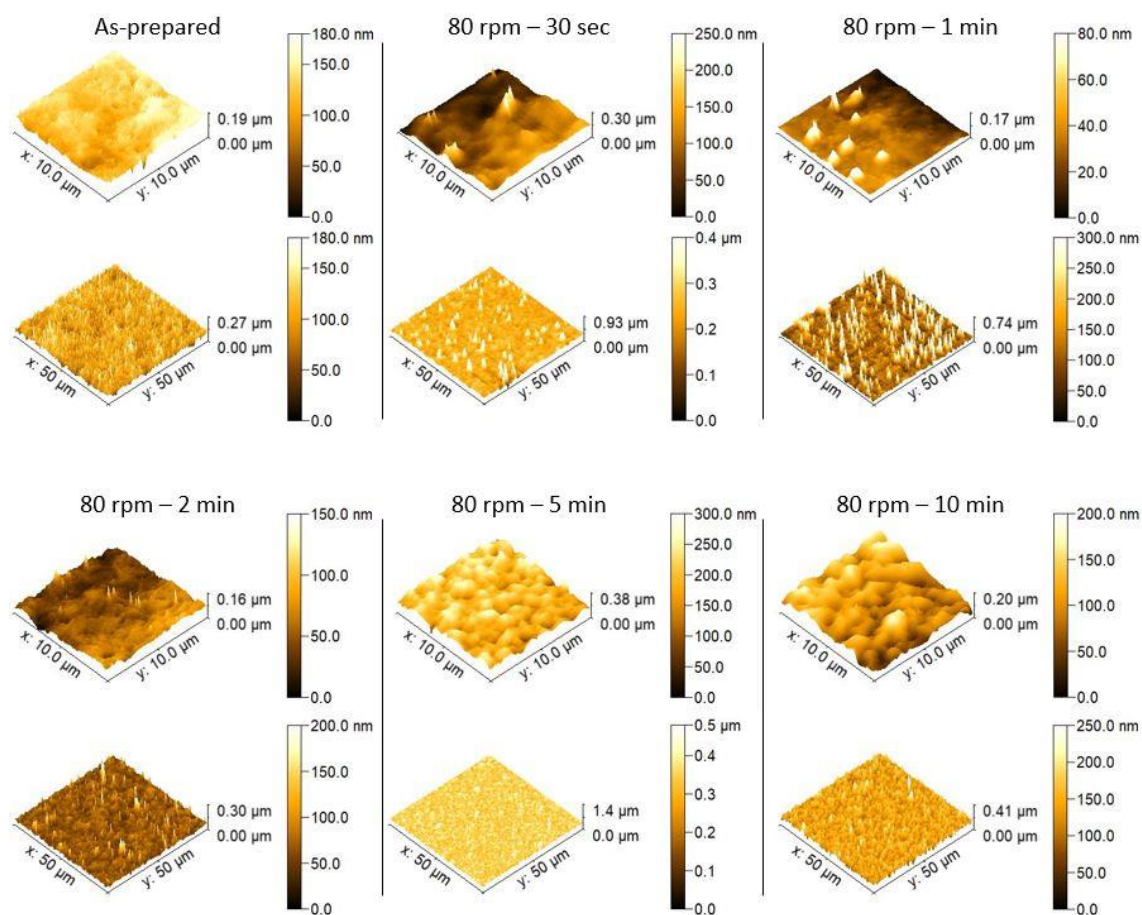 As-prepared
180.0 nm
150.0
100.0
50.0
0.0
0.19 µm
0.00 µm
x: 10.0 µm
y: 10.0 µm
180.0 nm
150.0
100.0
50.0
0.0
0.27 µm
0.00 µm
x: 50 µm
y: 50 µm
80 rpm – 30 sec
250.0 nm
200.0
150.0
100.0
50.0
0.0
0.30 µm
0.00 µm
x: 10.0 µm
y: 10.0 µm
0.4 µm
0.3
0.2
0.1
0.0
0.93 µm
0.00 µm
x: 50 µm
y: 50 µm
80 rpm – 1 min
80.0 nm
60.0
40.0
20.0
0.0
0.17 µm
0.00 µm
x: 10.0 µm
y: 10.0 µm
300.0 nm
250.0
200.0
150.0
100.0
50.0
0.0
0.74 µm
0.00 µm
x: 50 µm
y: 50 µm
80 rpm – 2 min
150.0 nm
100.0
50.0
0.0
0.16 µm
0.00 µm
x: 10.0 µm
y: 10.0 µm
200.0 nm
150.0
100.0
50.0
0.0
0.30 µm
0.00 µm
x: 50 µm
y: 50 µm
80 rpm – 5 min
300.0 nm
250.0
200.0
150.0
100.0
50.0
0.0
0.38 µm
0.00 µm
x: 10.0 µm
y: 10.0 µm
0.5 µm
0.4
0.3
0.2
0.1
0.0
1.4 µm
0.0 µm
x: 50 µm
y: 50 µm
80 rpm – 10 min
200.0 nm
150.0
100.0
50.0
0.0
0.20 µm
0.00 µm
x: 10.0 µm
y: 10.0 µm
250.0 nm
200.0
150.0
100.0
50.0
0.0
0.41 µm
0.00 µm
x: 50 µm
y: 50 µm